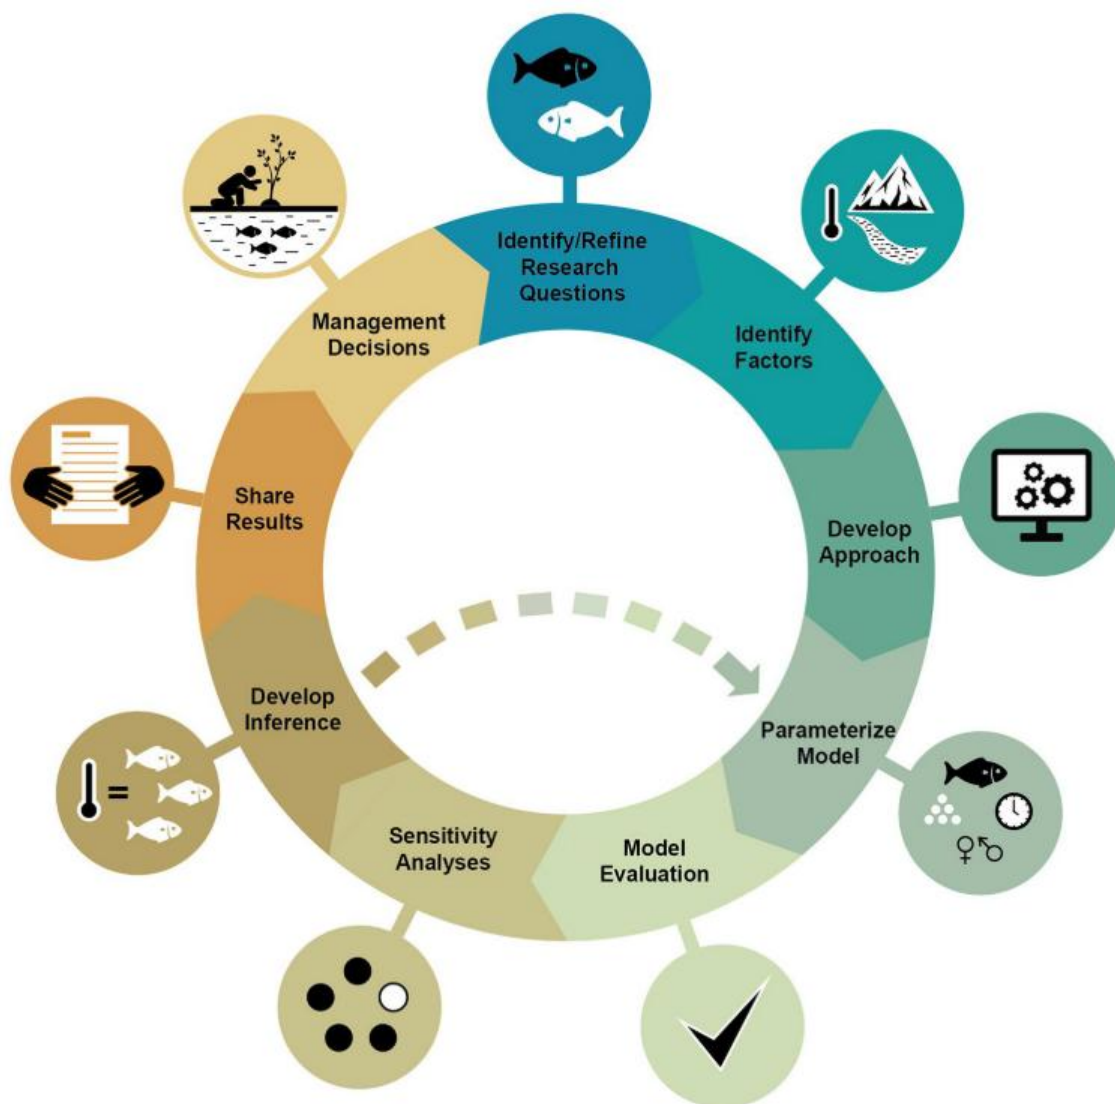 Identify/Refine
Research
Questions
Identify
Factors
Develop
Approach
Parameterize
Model
Model
Evaluation
Sensitivity
Analyses
Develop
Inference
Share
Results
Management
Decisions
=
♀♂